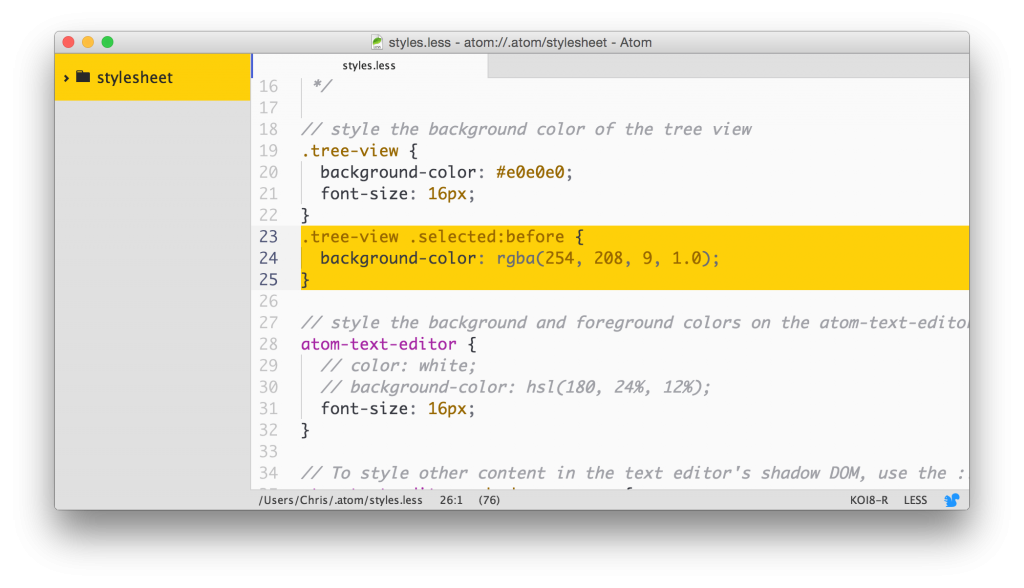 styles.less - atom://.atom/stylesheet - Atom
stylesheet
styles.less
16 */
17
18 // style the background color of the tree view
19 .tree-view {
20 background-color: #e0e0e0;
21 font-size: 16px;
22 }
23 .tree-view .selected:before {
24 background-color: rgba(254, 208, 9, 1.0);
25 }
26
27 // style the background and foreground colors on the atom-text-edito
28 atom-text-editor {
29 // color: white;
30 // background-color: hsl(180, 24%, 12%);
31 font-size: 16px;
32 }
33
34 // To style other content in the text editor's shadow DOM, use the :
/Users/Chris/.atom/styles.less 26:1 (76) KOI8-R LESS